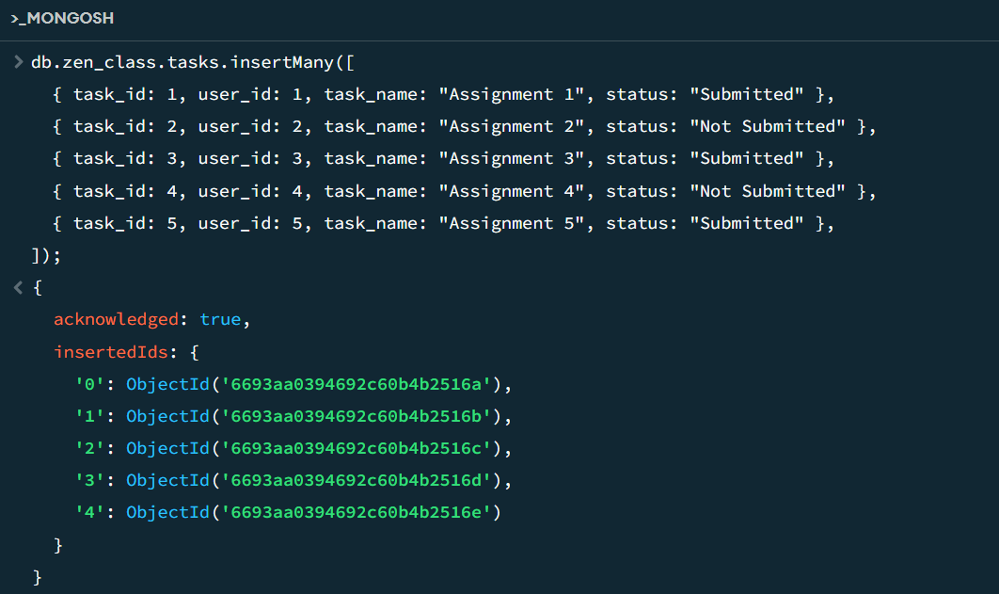 >_MONGOSH
> db.zen_class.tasks.insertMany([
{ task_id: 1, user_id: 1, task_name: "Assignment 1", status: "Submitted" },
{ task_id: 2, user_id: 2, task_name: "Assignment 2", status: "Not Submitted" },
{ task_id: 3, user_id: 3, task_name: "Assignment 3", status: "Submitted" },
{ task_id: 4, user_id: 4, task_name: "Assignment 4", status: "Not Submitted" },
{ task_id: 5, user_id: 5, task_name: "Assignment 5", status: "Submitted" },
]);
< {
acknowledged: true,
insertedIds: {
'0': ObjectId('6693aa0394692c60b4b2516a'),
'1': ObjectId('6693aa0394692c60b4b2516b'),
'2': ObjectId('6693aa0394692c60b4b2516c'),
'3': ObjectId('6693aa0394692c60b4b2516d'),
'4': ObjectId('6693aa0394692c60b4b2516e')
}
}